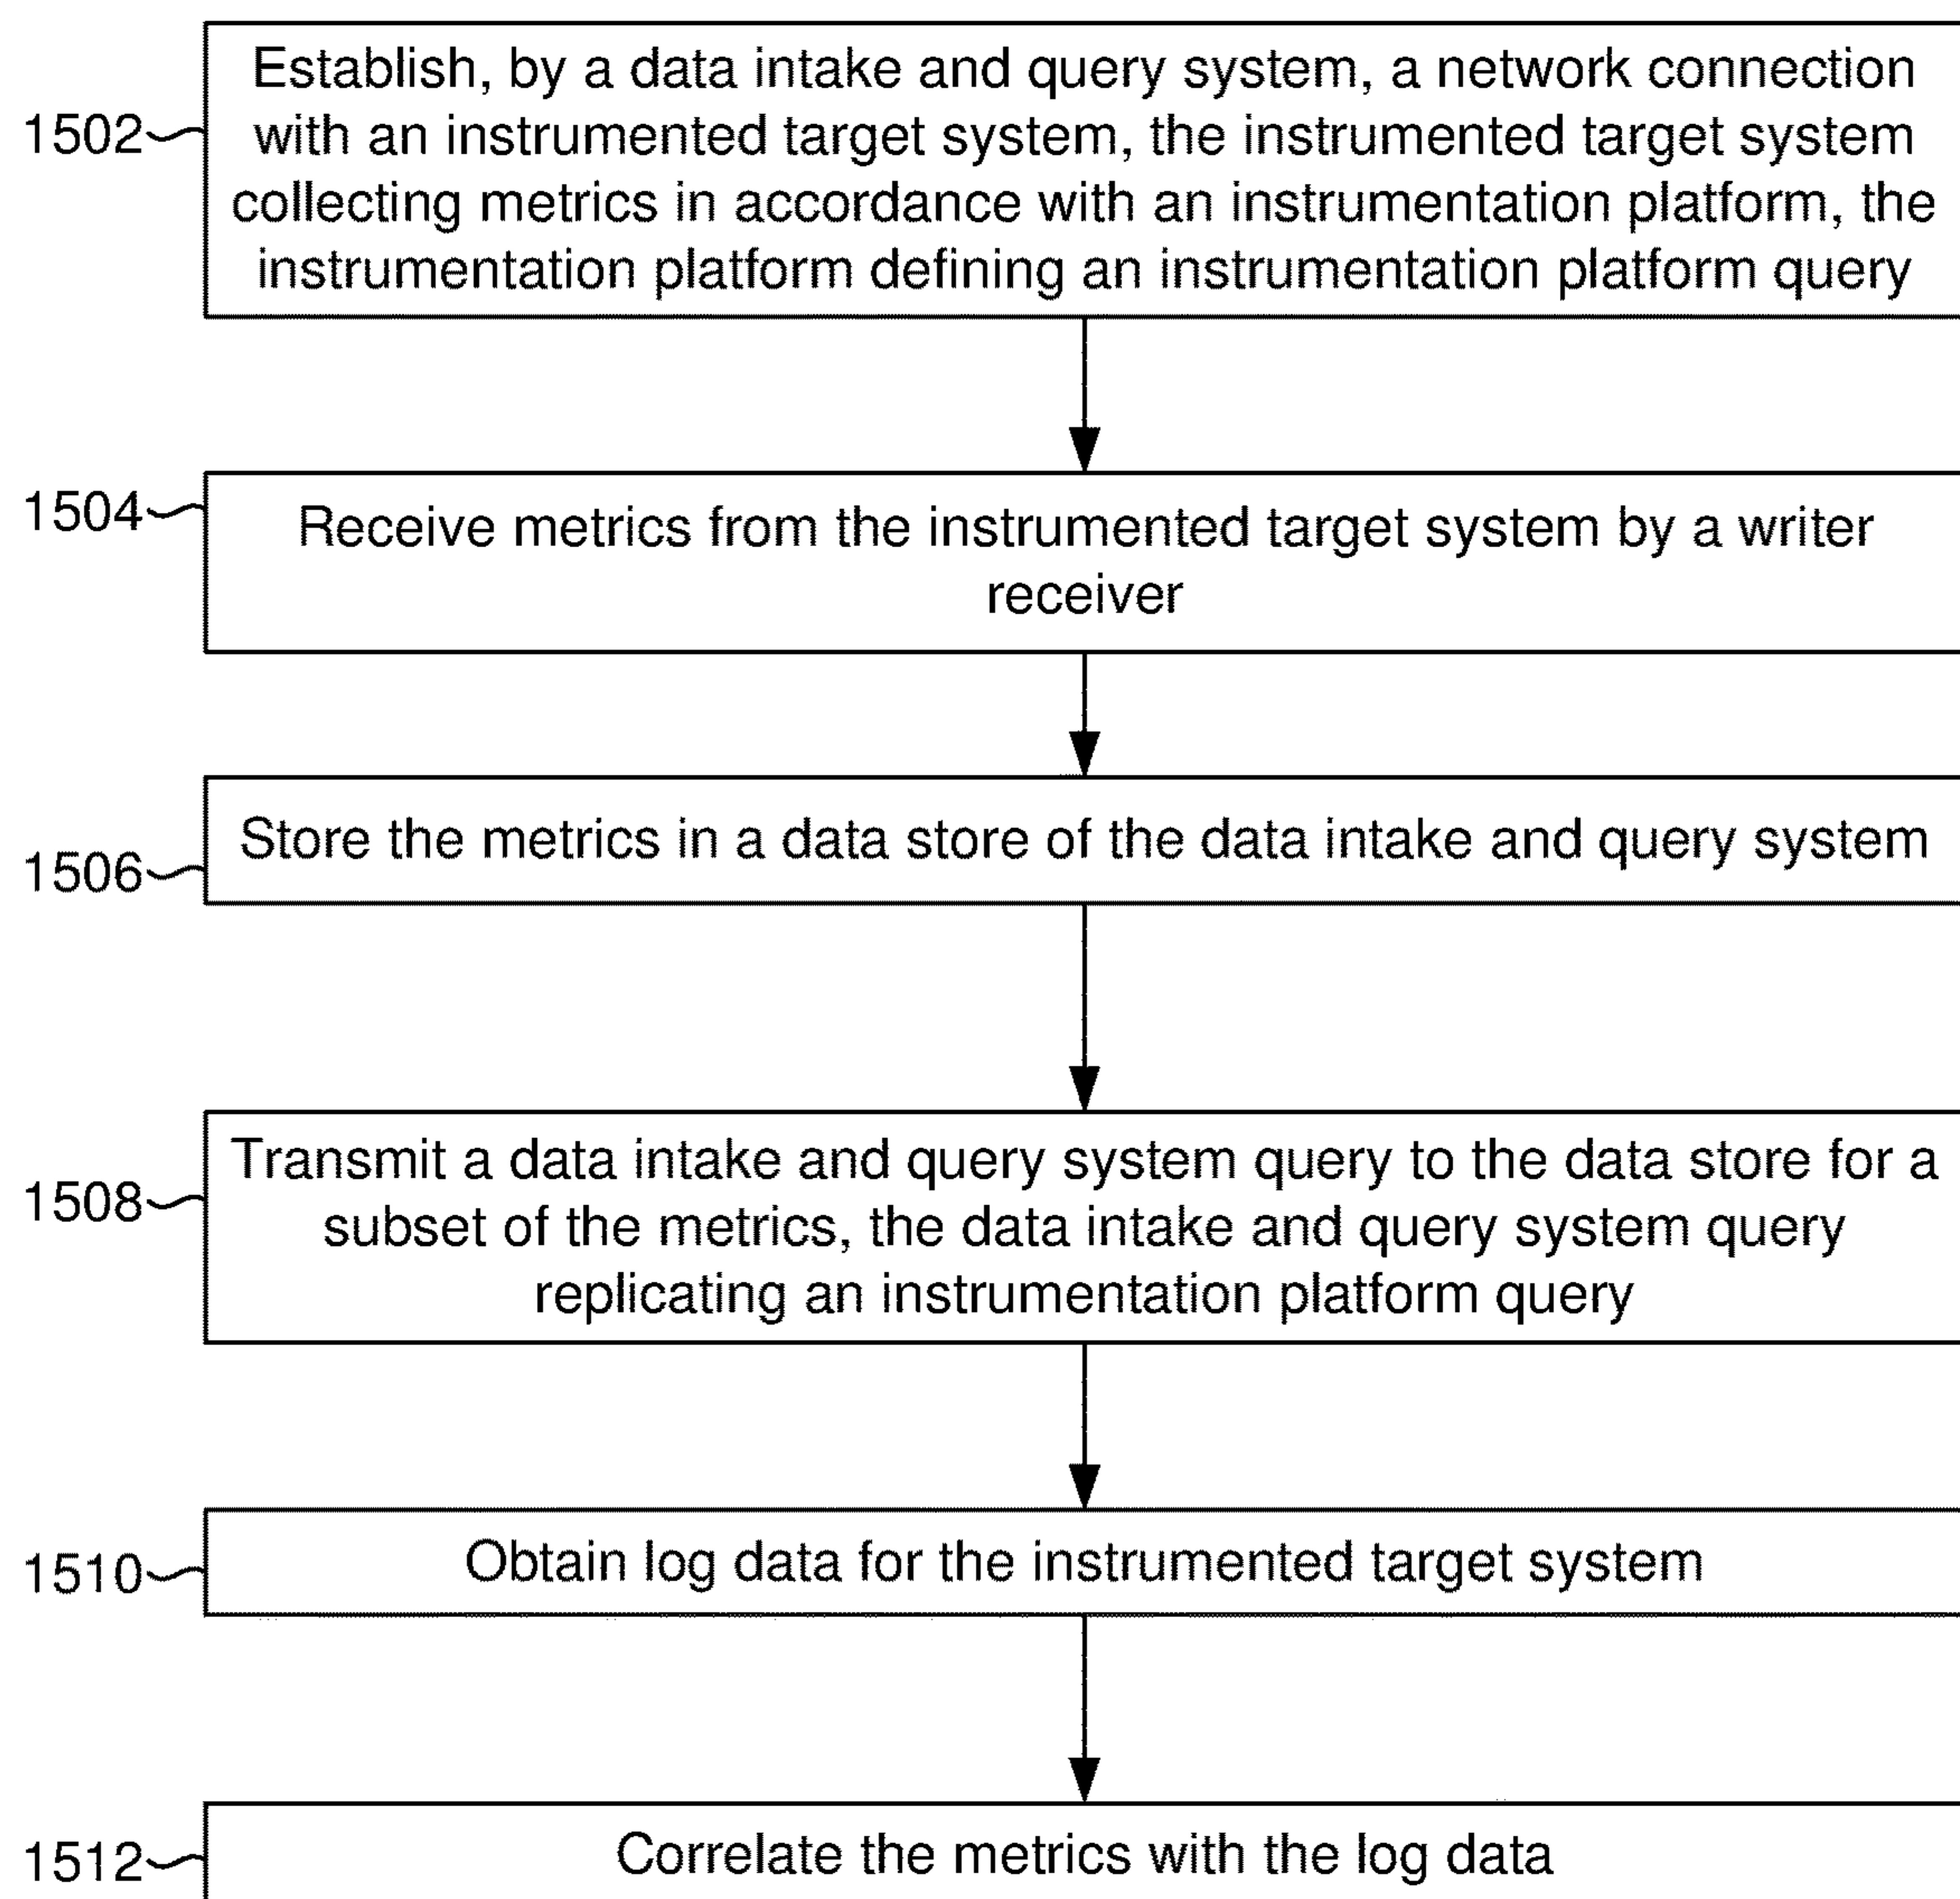 Establish, by a data intake and query system, a network connection
1502
with an instrumented target system, the instrumented target system
collecting metrics in accordance with an instrumentation platform, the
instrumentation platform defining an instrumentation platform query
1504
Receive metrics from the instrumented target system by a writer
receiver
1506
Store the metrics in a data store of the data intake and query system
Transmit a data intake and query system query to the data store for a
1508
subset of the metrics, the data intake and query system query
replicating an instrumentation platform query
1510
Obtain log data for the instrumented target system
1512
Correlate the metrics with the log data